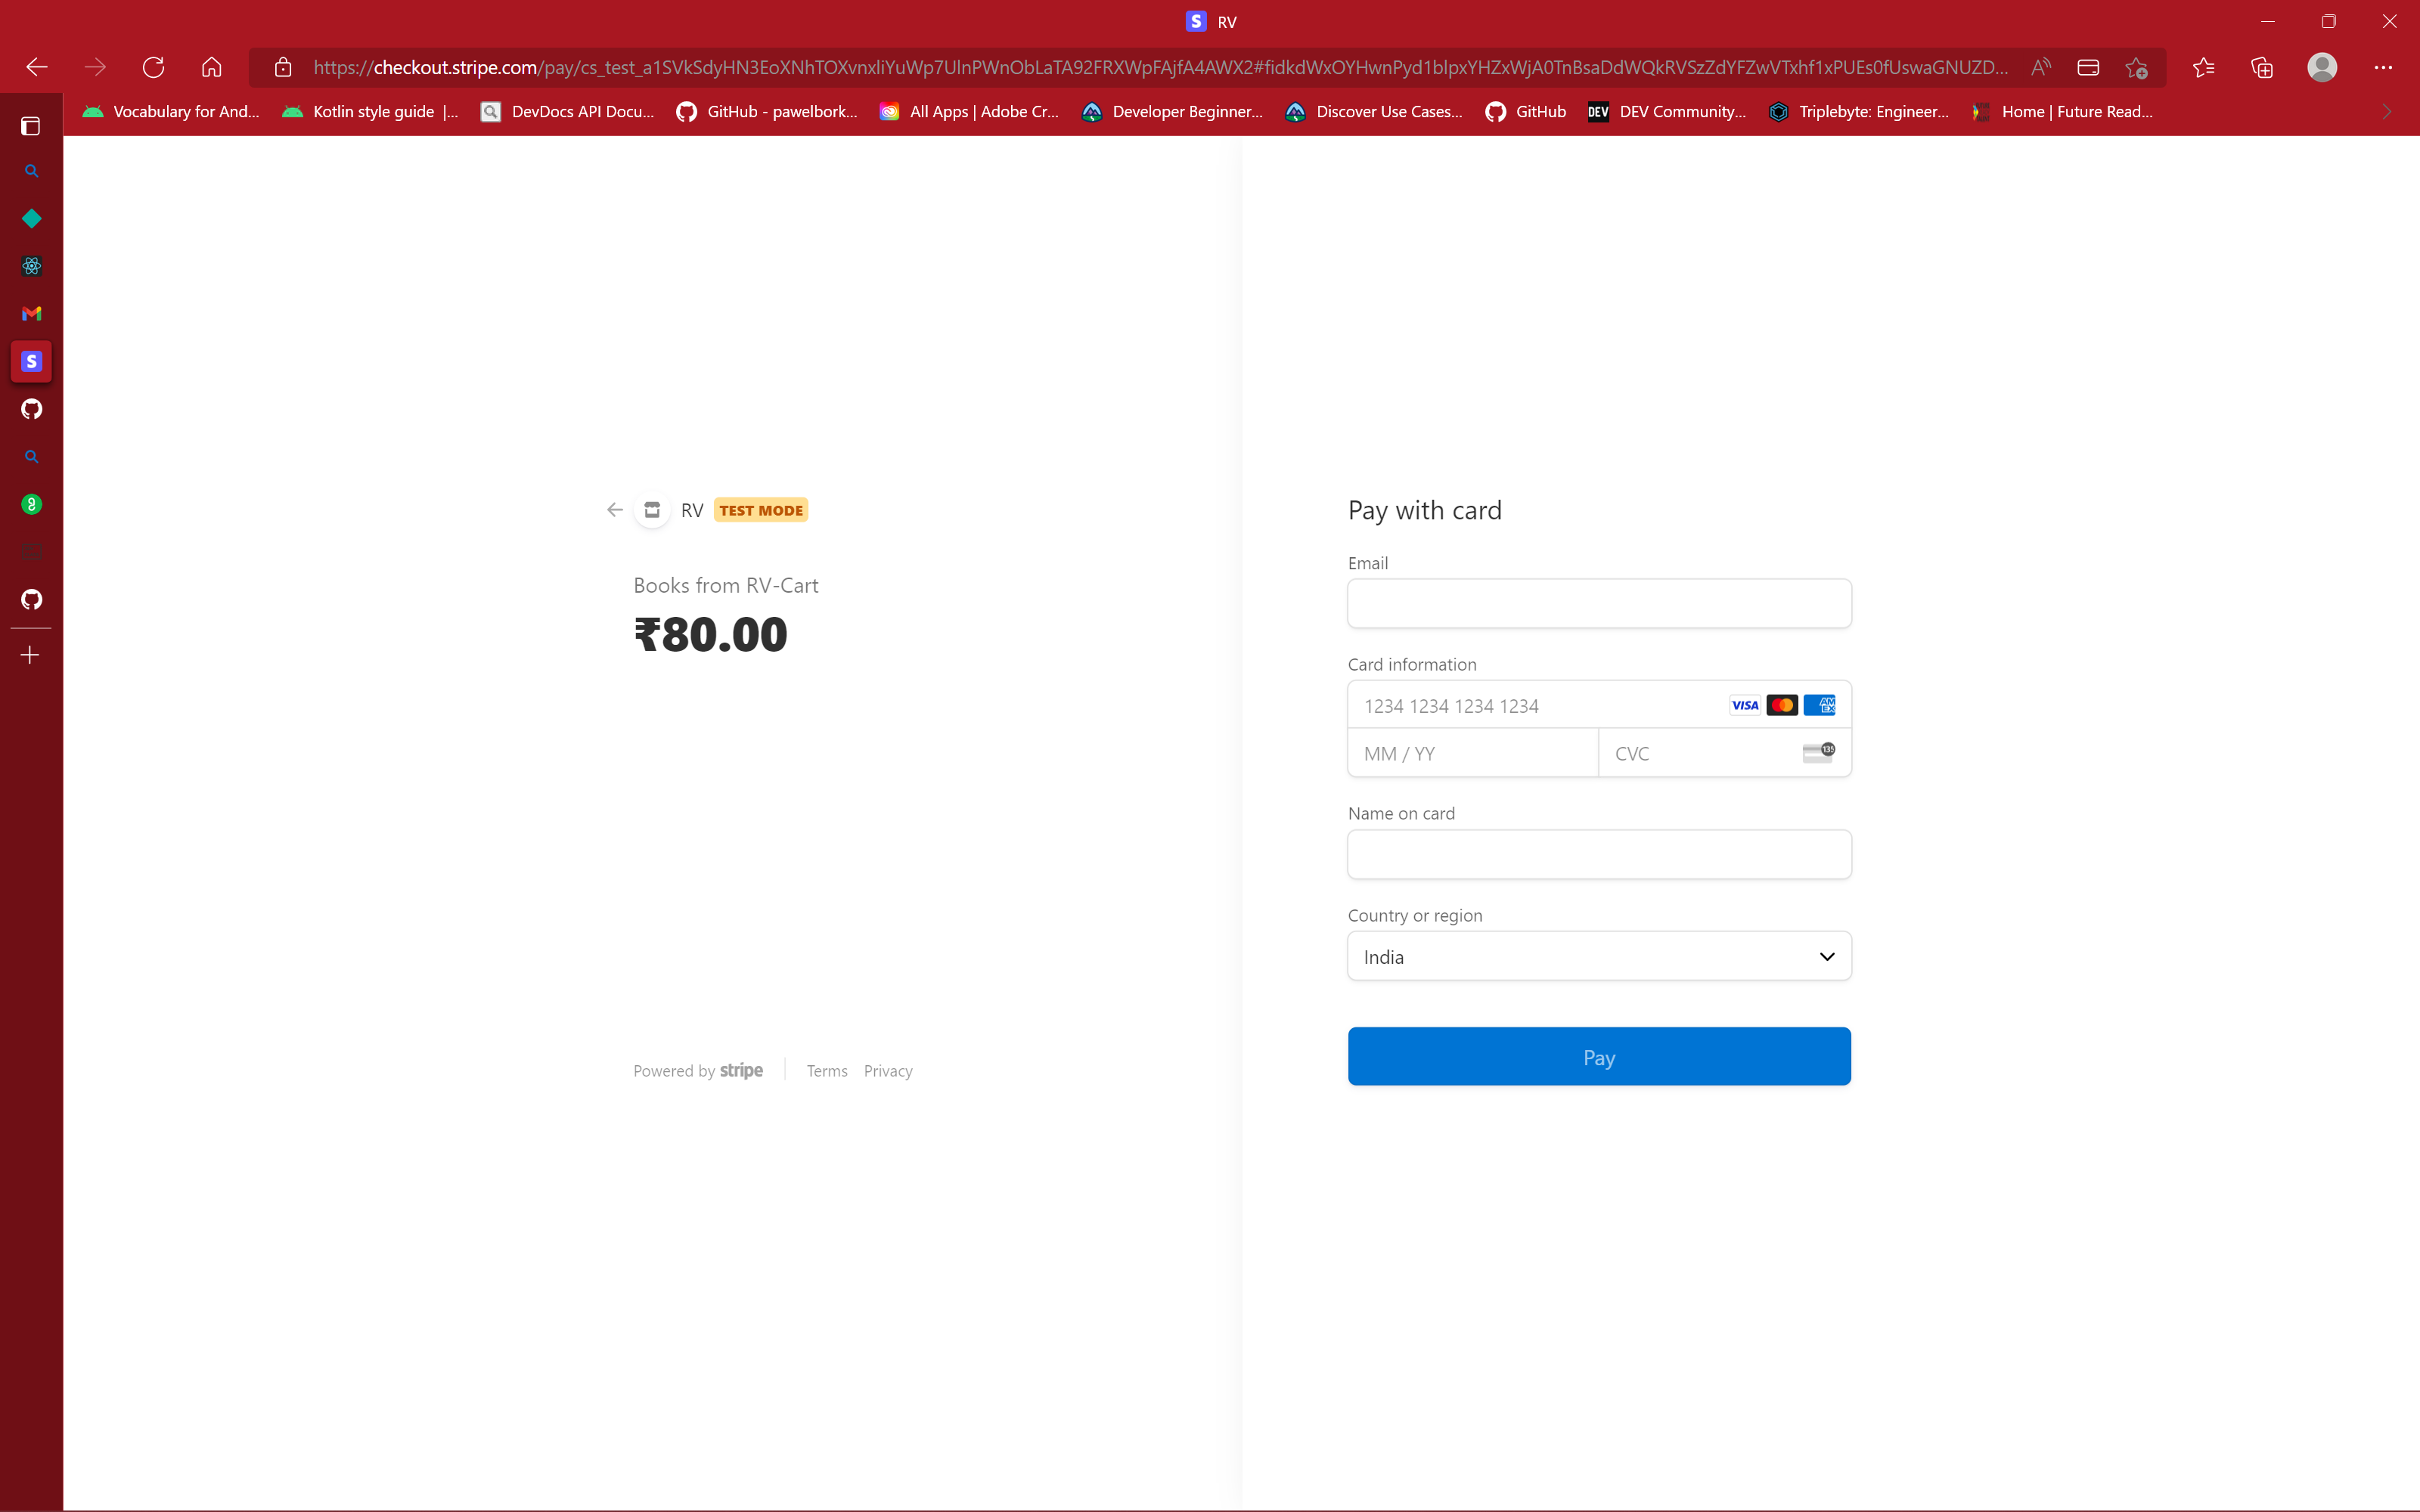 S RV
https://checkout.stripe.com/pay/cs_test_a1SVkSdyHN3EoXNhTOXvnxliYuWp7UlnPWnObLaTA92FRXWpFAjfA4AWX2#fidkdWxOYHwnPyd1blpxYHZxWjA0TnBsaDdWQkRVSzZdYFZwVTxhf1xPUEs0fUswaGNUZD...
Vocabulary for And... Kotlin style guide |... DevDocs API Docu... GitHub - pawelbork... All Apps | Adobe Cr... Developer Beginner... Discover Use Cases... GitHub DEV DEV Community... Triplebyte: Engineer... Home | Future Read...
S
RV TEST MODE
Books from RV-Cart
₹80.00
Powered by stripe Terms Privacy
Pay with card
Email
Card information
1234 1234 1234 1234 VISA AMEX
MM / YY CVC 135
Name on card
Country or region
India
Pay